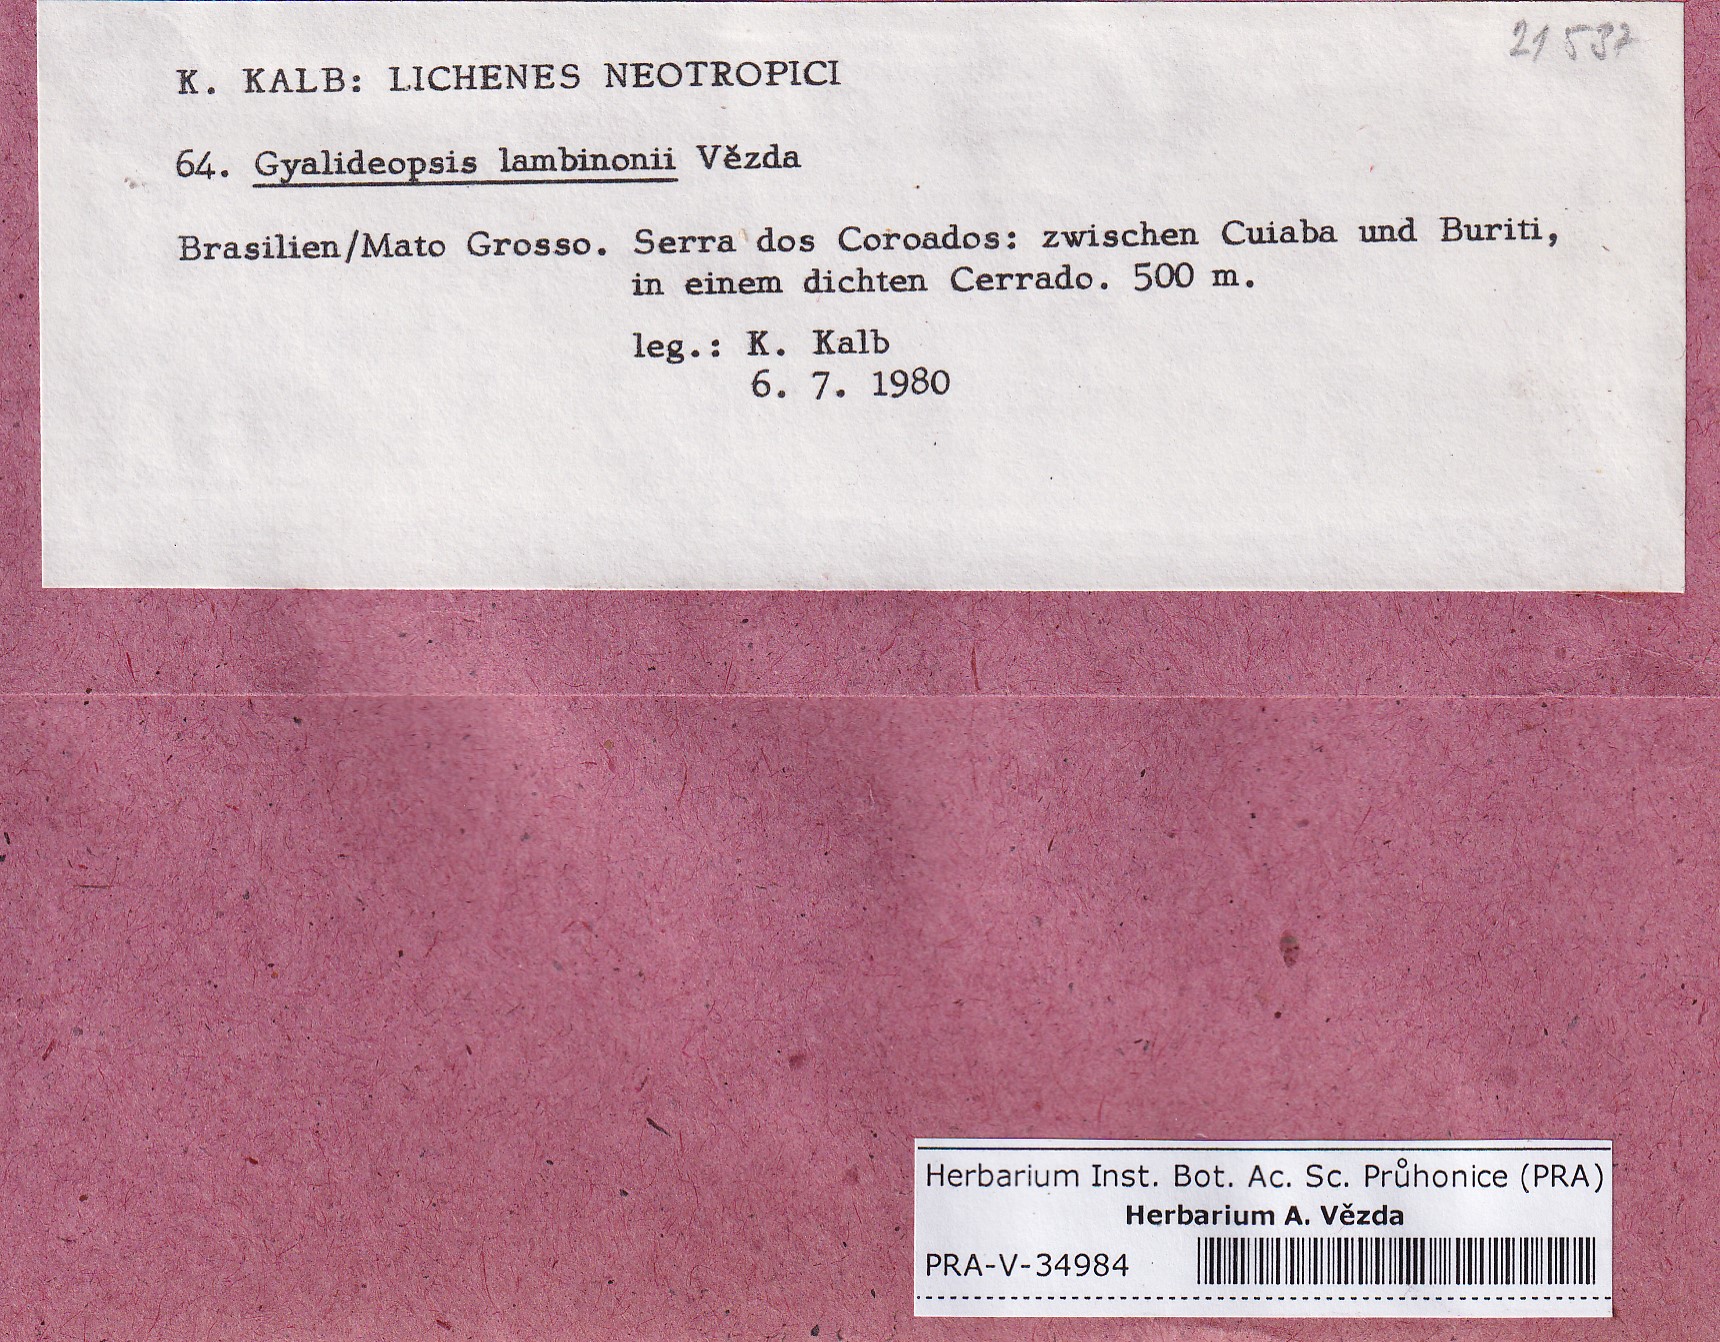 21537
K. KALB: LICHENES NEOTROPICI
64. Gyalideopsis lambinonii Vězda
Brasilien/Mato Grosso. Serra dos Coroados: zwischen Cuiaba und Buriti,
in einem dichten Cerrado. 500 m.
leg.: K. Kalb
6. 7. 1980
Herbarium Inst. Bot. Ac. Sc. Průhonice (PRA)
Herbarium A. Vězda
PRA-V-34984